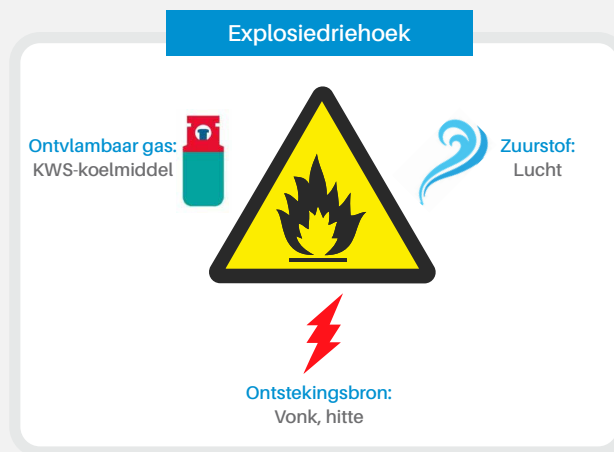 Explosiedriehoek
Ontvlambaar gas:
KWS-koelmiddel
Zuurstof:
Lucht
Ontstekingsbron:
Vonk, hitte